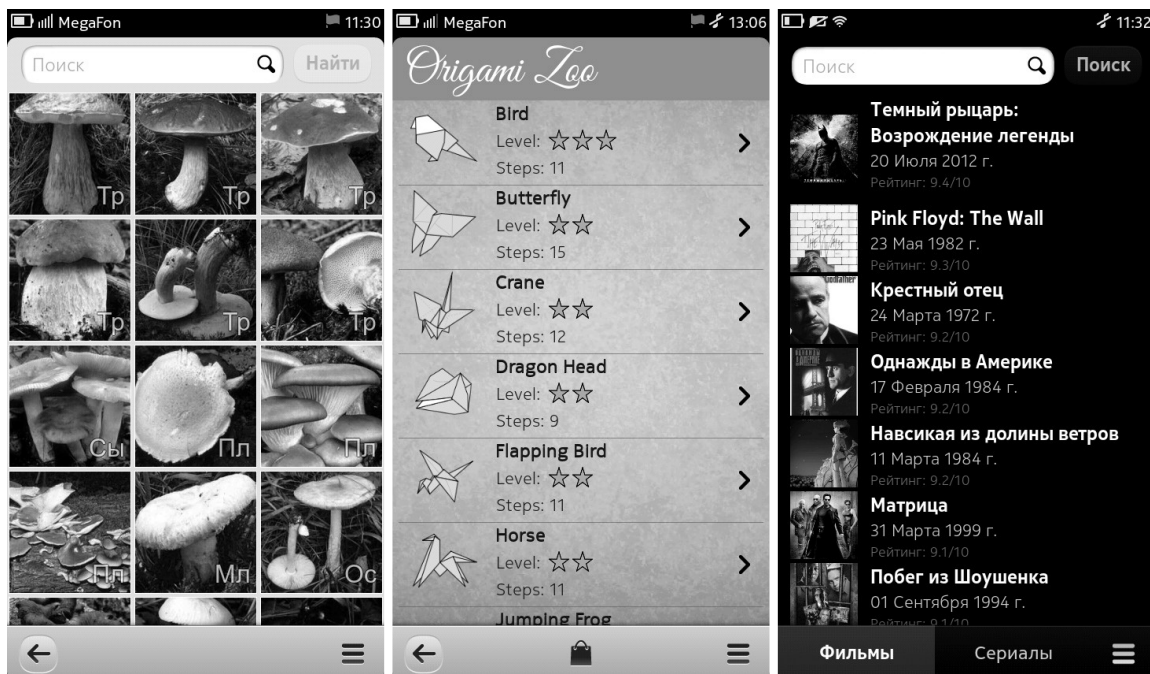 MegaFon 11:30
Поиск Найти
Тр Тр Тр
Тр Тр Тр
Сы Пл Пл
Пл Мл Ос
MegaFon 13:06
Origami Zoo
Bird
Level:
Steps: 11
Butterfly
Level:
Steps: 15
Crane
Level:
Steps: 12
Dragon Head
Level:
Steps: 9
Flapping Bird
Level:
Steps: 11
Horse
Level:
Steps: 11
Jumping Frog
11:32
Поиск Поиск
Темный рыцарь:
Возрождение легенды
20 Июля 2012 г.
Рейтинг: 9.4/10
Pink Floyd: The Wall
23 Мая 1982 г.
Рейтинг: 9.3/10
Крестный отец
24 Марта 1972 г.
Рейтинг: 9.2/10
Однажды в Америке
17 Февраля 1984 г.
Рейтинг: 9.2/10
Навсикая из долины ветров
11 Марта 1984 г.
Рейтинг: 9.2/10
Матрица
31 Марта 1999 г.
Рейтинг: 9.1/10
Побег из Шоушенка
01 Сентября 1994 г.
Рейтинг: 9.1/10
Фильмы Сериалы